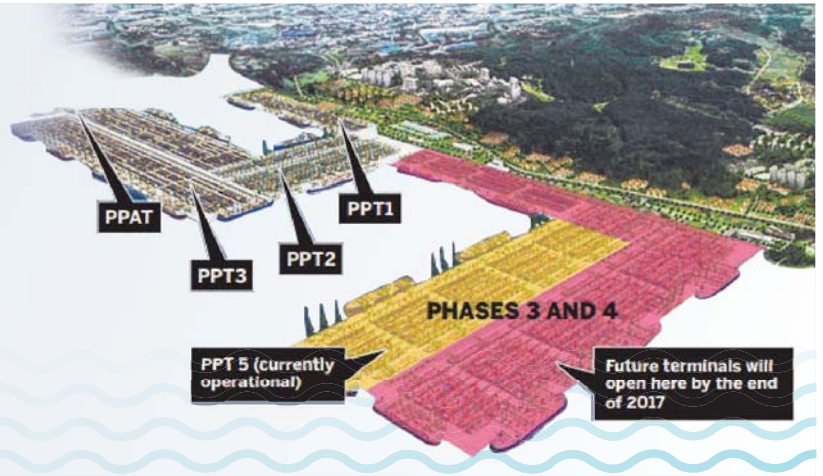 PPAT
PPT3
PPT2
PPT1
PHASES 3 AND 4
PPT 5 (currently
operational)
Future terminals will
open here by the end
of 2017